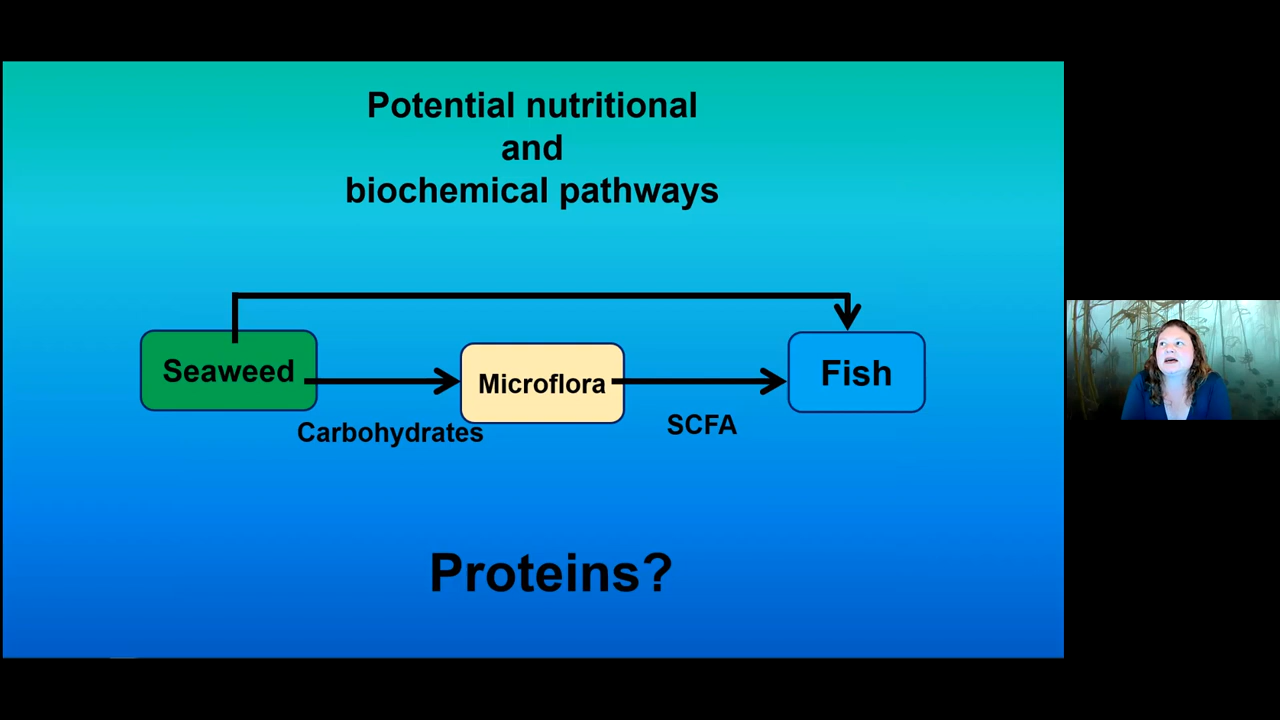 Potential nutritional
and
biochemical pathways
Seaweed
Microflora
Fish
Carbohydrates
SCFA
Proteins?